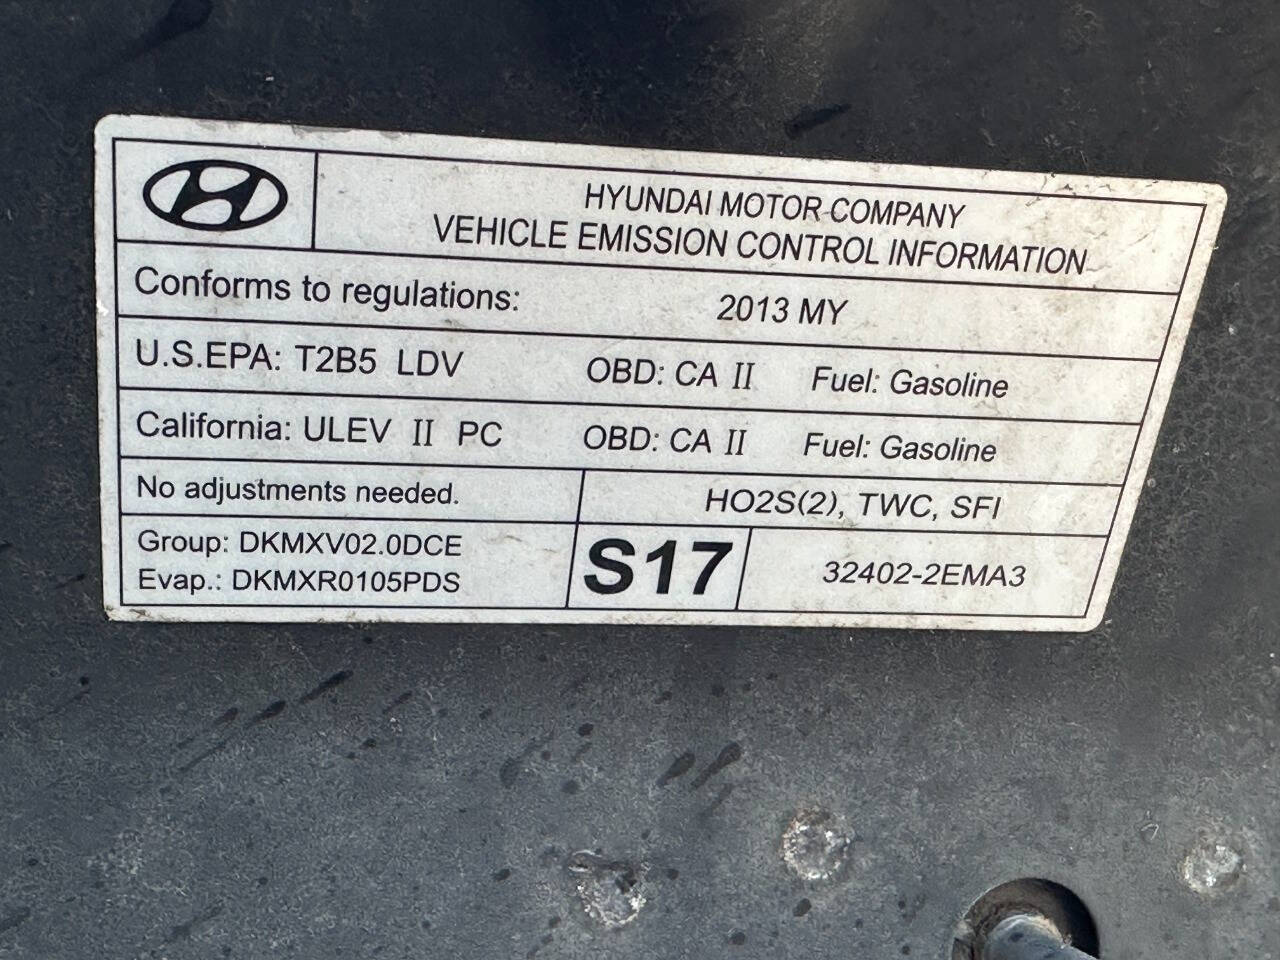 HYUNDAI MOTOR COMPANY
VEHICLE EMISSION CONTROL INFORMATION
Conforms to regulations: 2013 MY
U.S.EPA: T2B5 LDV OBD: CA II Fuel: Gasoline
California: ULEV II PC OBD: CA II Fuel: Gasoline
No adjustments needed. HO2S(2), TWC, SFI
Group: DKMXV02.0DCE
Evap.: DKMXR0105PDS
S17
32402-2EMA3